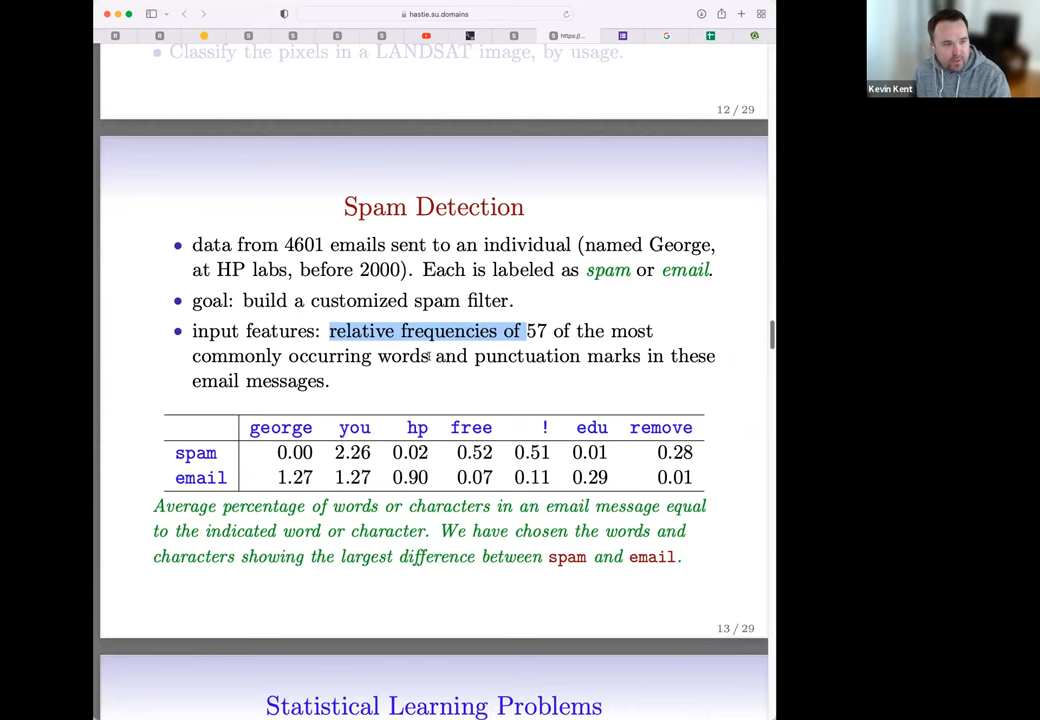 hastie.su.domains
https://...
• Classify the pixels in a LANDSAT image, by usage.
12 / 29
Kevin Kent
Spam Detection
• data from 4601 emails sent to an individual (named George,
at HP labs, before 2000). Each is labeled as spam or email.
• goal: build a customized spam filter.
• input features: relative frequencies of 57 of the most
commonly occurring words and punctuation marks in these
email messages.
george you hp free ! edu remove
spam 0.00 2.26 0.02 0.52 0.51 0.01 0.28
email 1.27 1.27 0.90 0.07 0.11 0.29 0.01
Average percentage of words or characters in an email message equal
to the indicated word or character. We have chosen the words and
characters showing the largest difference between spam and email.
13 / 29
Statistical Learning Problems